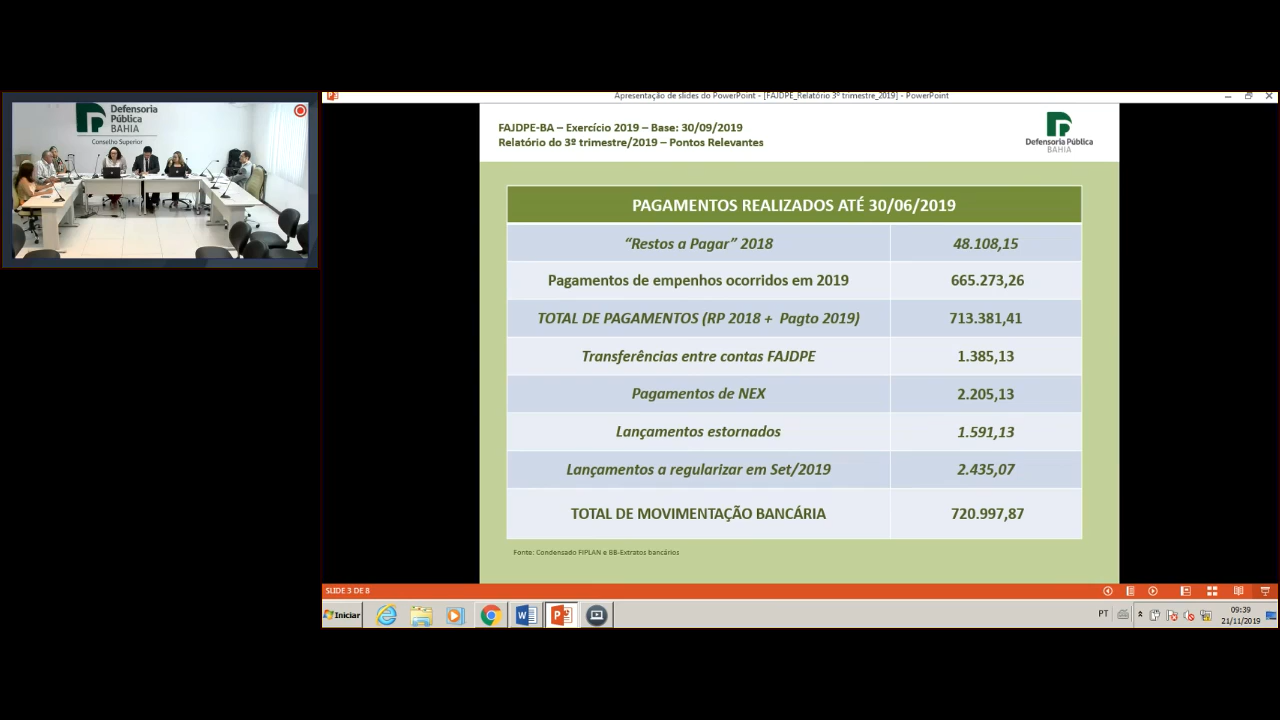 Defensoria
Pública
BAHIA
Conselho Superior
Apresentação de slides do PowerPoint - [FAJDPE_Relatório 3º trimestre_2019] - PowerPoint
FAJDPE-BA – Exercício 2019 – Base: 30/09/2019
Relatório do 3º trimestre/2019 – Pontos Relevantes
Defensoria Pública
BAHIA
PAGAMENTOS REALIZADOS ATÉ 30/06/2019
“Restos a Pagar” 2018 48.108,15
Pagamentos de empenhos ocorridos em 2019 665.273,26
TOTAL DE PAGAMENTOS (RP 2018 + Pagto 2019) 713.381,41
Transferências entre contas FAJDPE 1.385,13
Pagamentos de NEX 2.205,13
Lançamentos estornados 1.591,13
Lançamentos a regularizar em Set/2019 2.435,07
TOTAL DE MOVIMENTAÇÃO BANCÁRIA 720.997,87
Fonte: Condensado FIPLAN e BB-Extratos bancários
SLIDE 3 DE 8
Iniciar
PT
09:39
21/11/2019